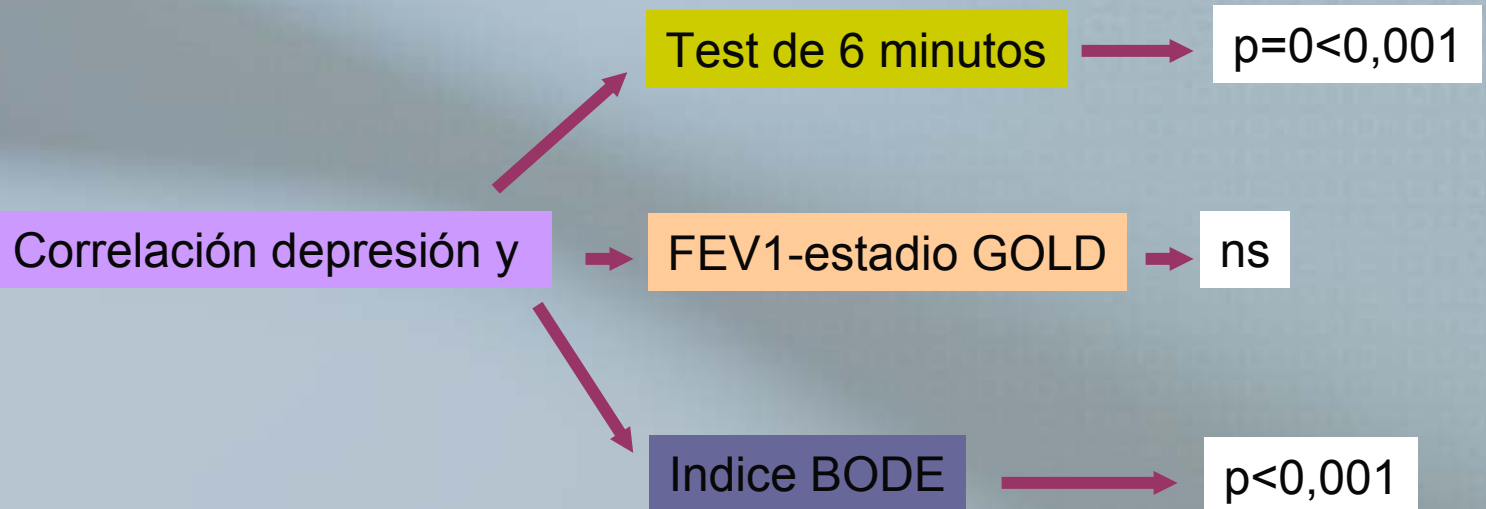 Test de 6 minutos
p=0<0,001
Correlación depresión y
FEV1-estadio GOLD
ns
Indice BODE
p<0,001